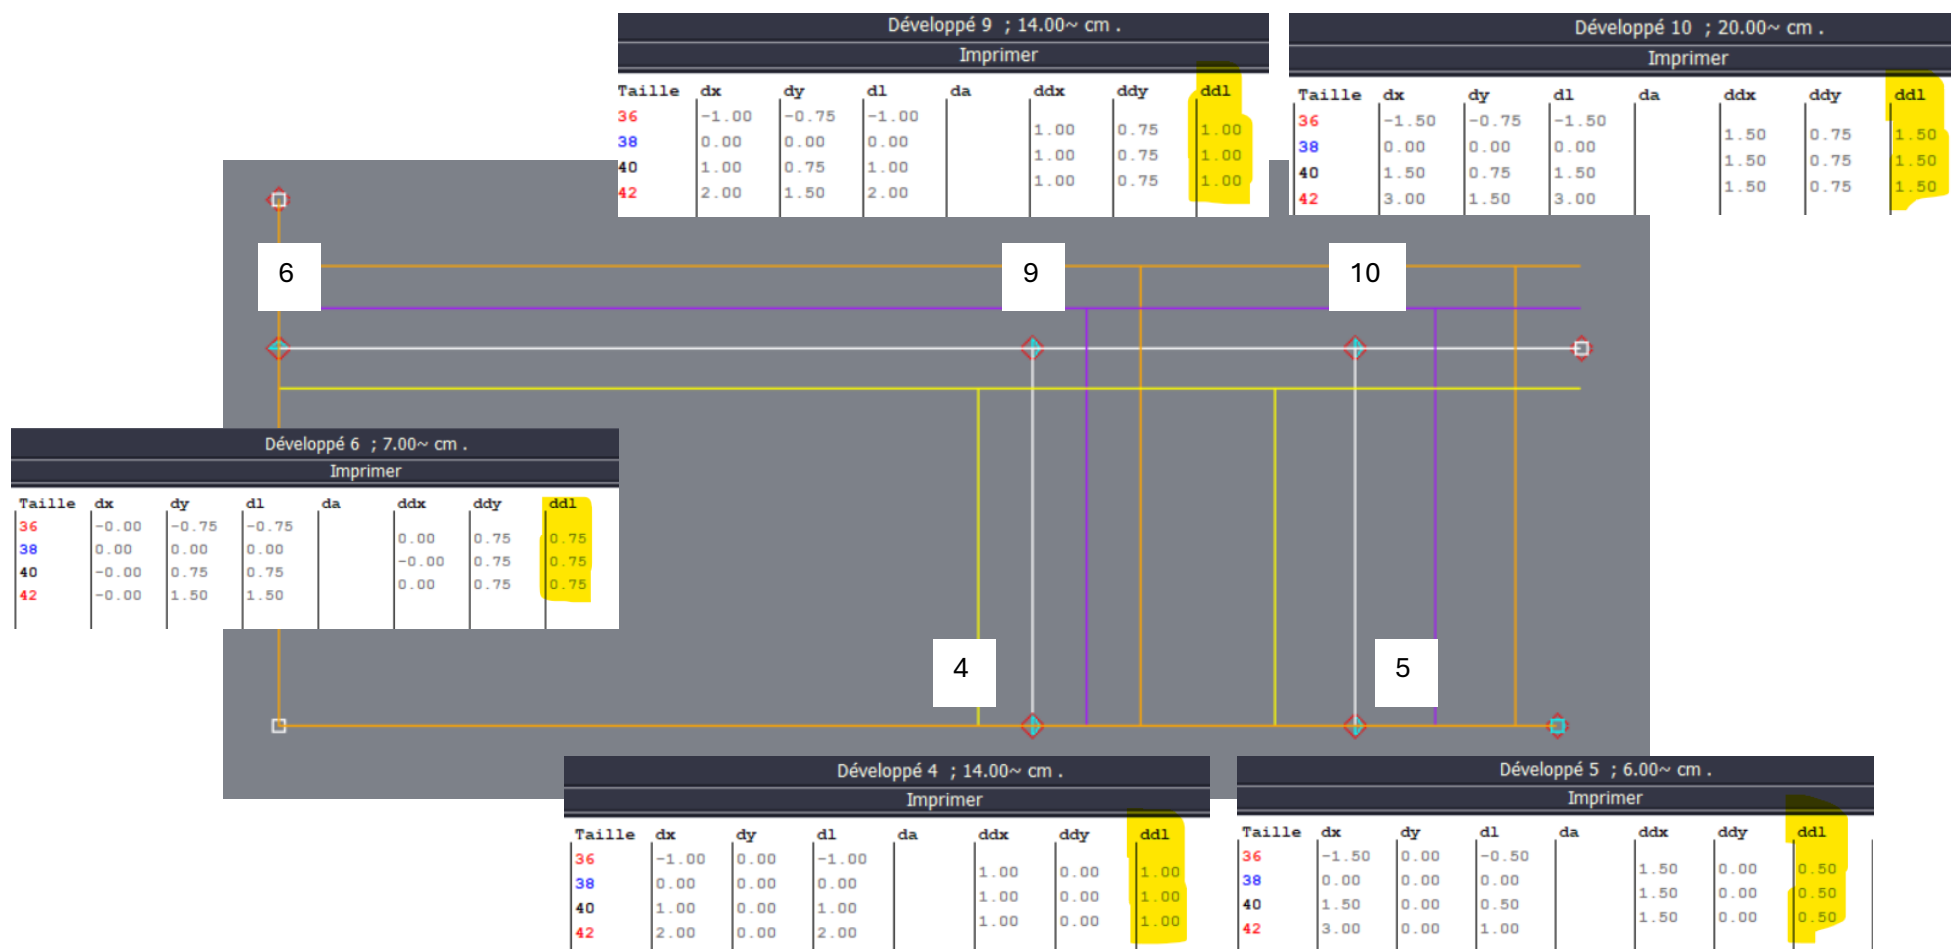 Développé 9 ; 14.00~ cm .
Imprimer
Taille dx dy dl da ddx ddy ddl
36 -1.00 -0.75 -1.00
1.00 0.75 1.00
38 0.00 0.00 0.00
1.00 0.75 1.00
40 1.00 0.75 1.00
1.00 0.75 1.00
42 2.00 1.50 2.00
Développé 10 ; 20.00~ cm .
Imprimer
Taille dx dy dl da ddx ddy ddl
36 -1.50 -0.75 -1.50
1.50 0.75 1.50
38 0.00 0.00 0.00
1.50 0.75 1.50
40 1.50 0.75 1.50
1.50 0.75 1.50
42 3.00 1.50 3.00
6
9
10
Développé 6 ; 7.00~ cm .
Imprimer
Taille dx dy dl da ddx ddy ddl
36 -0.00 -0.75 -0.75
0.00 0.75 0.75
38 0.00 0.00 0.00
-0.00 0.75 0.75
40 -0.00 0.75 0.75
0.00 0.75 0.75
42 -0.00 1.50 1.50
4
5
Développé 4 ; 14.00~ cm .
Imprimer
Taille dx dy dl da ddx ddy ddl
36 -1.00 0.00 -1.00
1.00 0.00 1.00
38 0.00 0.00 0.00
1.00 0.00 1.00
40 1.00 0.00 1.00
1.00 0.00 1.00
42 2.00 0.00 2.00
Développé 5 ; 6.00~ cm .
Imprimer
Taille dx dy dl da ddx ddy ddl
36 -1.50 0.00 -0.50
1.50 0.00 0.50
38 0.00 0.00 0.00
1.50 0.00 0.50
40 1.50 0.00 0.50
1.50 0.00 0.50
42 3.00 0.00 1.00